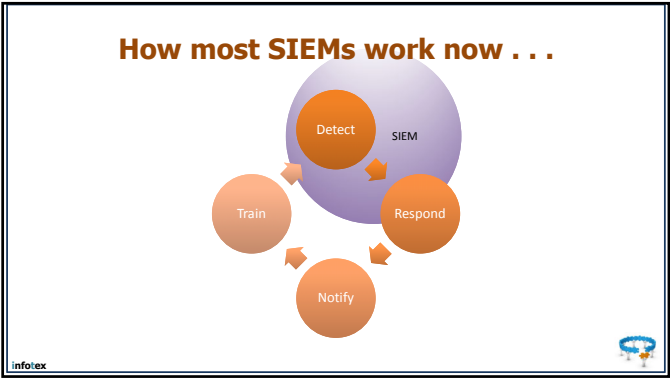 How most SIEMs work now . . .
Detect
SIEM
Train
Respond
Notify
infotex